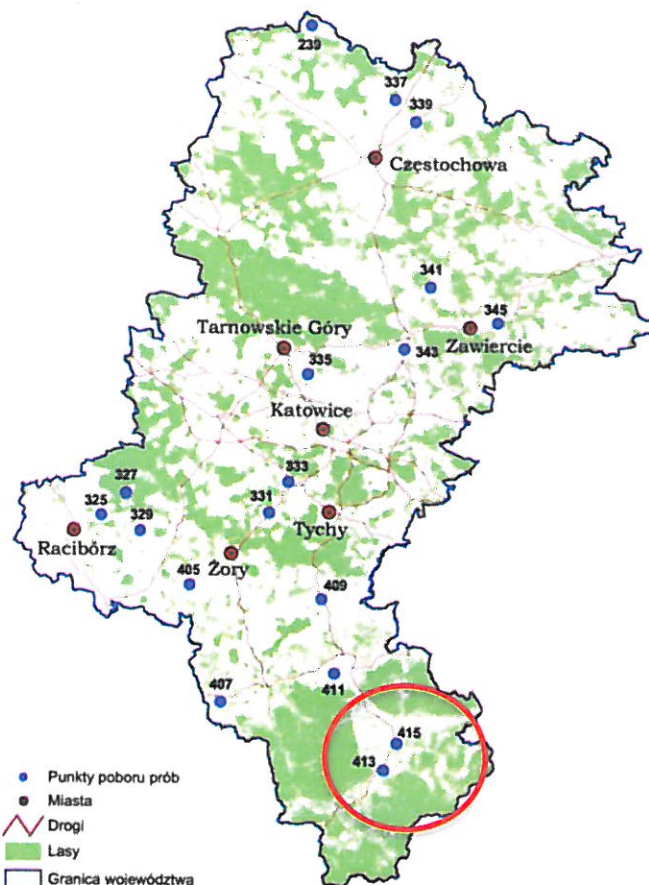 239
337
339
Częstochowa
341
345
Tarnowskie Góry
343
Zawiercie
335
Katowice
333
327
325
331
329
Tychy
Racibórz
Żory
405
409
411
407
415
413
Punkty poboru prób
Miasta
Drogi
Lasy
Granica województwa